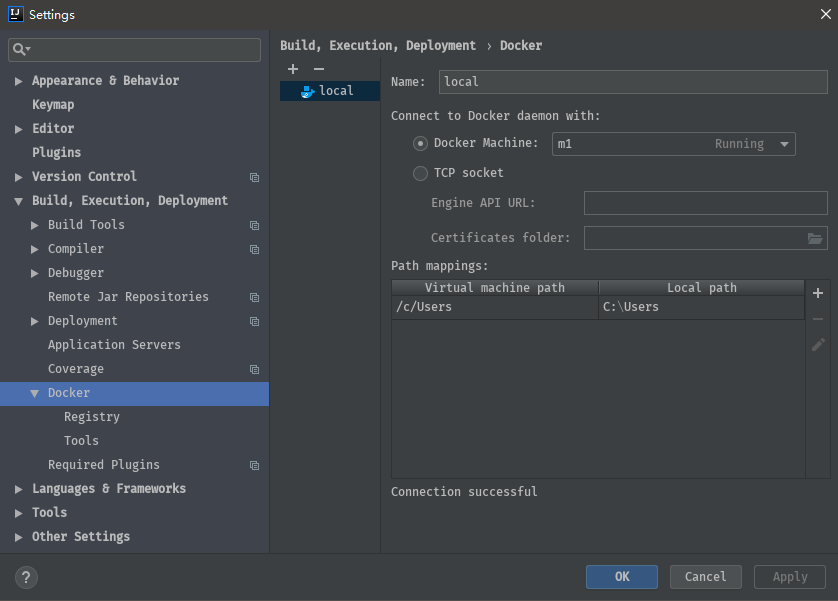 IJ Settings
Appearance & Behavior
Keymap
Editor
Plugins
Version Control
Build, Execution, Deployment
Build Tools
Compiler
Debugger
Remote Jar Repositories
Deployment
Application Servers
Coverage
Docker
Registry
Tools
Required Plugins
Languages & Frameworks
Tools
Other Settings
Build, Execution, Deployment › Docker
local
Name: local
Connect to Docker daemon with:
Docker Machine: m1 Running
TCP socket
Engine API URL:
Certificates folder:
Path mappings:
Virtual machine path Local path
/c/Users C:\Users
Connection successful
? OK Cancel Apply